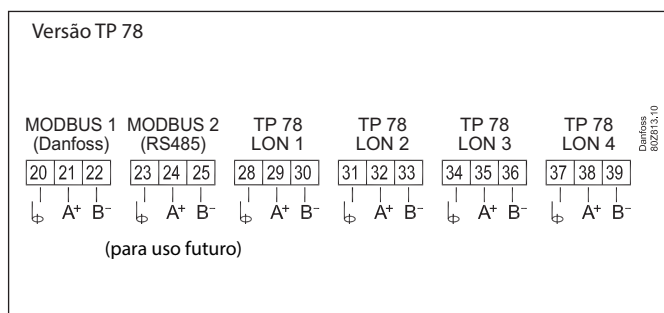 Versão TP 78
MODBUS 1 MODBUS 2 TP 78 TP 78 TP 78 TP 78
(Danfoss) (RS485) LON 1 LON 2 LON 3 LON 4
20 21 22 23 24 25 28 29 30 31 32 33 34 35 36 37 38 39
A+ B- A+ B- A+ B- A+ B- A+ B- A+ B-
(para uso futuro)
Danfoss
80Z813.10